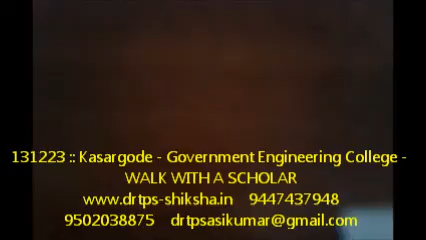 131223 :: Kasargode - Government Engineering College -
WALK WITH A SCHOLAR
www.drtps-shiksha.in 9447437948
9502038875 drtpsasikumar@gmail.com